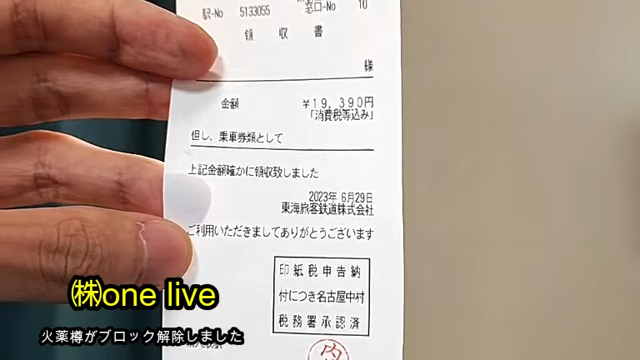 駅-No 5133055 窓口-No 10
領収書
様
金額 ¥19,390円
「消費税等込み」
但し、乗車券類として
上記金額確かに領収致しました
2023年 6月29日
東海旅客鉄道株式会社
ご利用いただきましてありがとうございます
印紙税申告納
付につき名古屋中村
税務署承認済
㈱one live
火薬樽がブロック解除しました